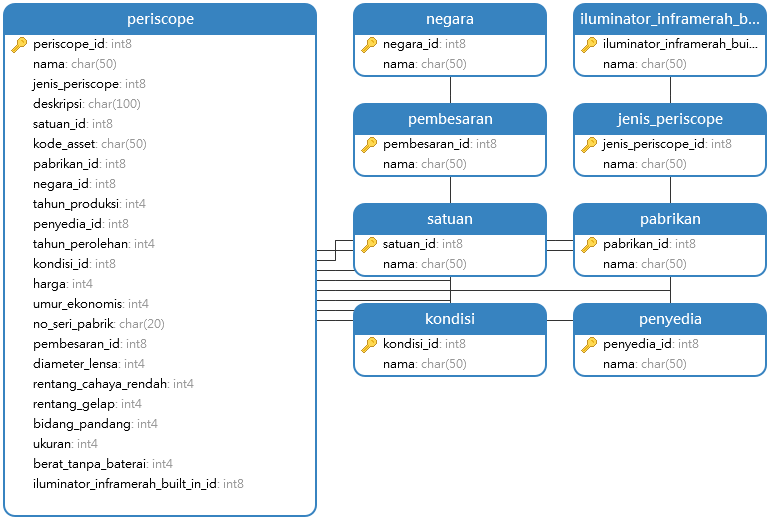 periscope
periscope_id: int8
nama: char(50)
jenis_periscope: int8
deskripsi: char(100)
satuan_id: int8
kode_asset: char(50)
pabrikan_id: int8
negara_id: int8
tahun_produksi: int4
penyedia_id: int8
tahun_perolehan: int4
kondisi_id: int8
harga: int4
umur_ekonomis: int4
no_seri_pabrik: char(20)
pembesaran_id: int8
diameter_lensa: int4
rentang_cahaya_rendah: int4
rentang_gelap: int4
bidang_pandang: int4
ukuran: int4
berat_tanpa_baterai: int4
iluminator_inframerah_built_in_id: int8
negara
negara_id: int8
nama: char(50)
iluminator_inframerah_b...
iluminator_inframerah_bui...
nama: char(50)
pembesaran
pembesaran_id: int8
nama: char(50)
jenis_periscope
jenis_periscope_id: int8
nama: char(50)
satuan
satuan_id: int8
nama: char(50)
pabrikan
pabrikan_id: int8
nama: char(50)
kondisi
kondisi_id: int8
nama: char(50)
penyedia
penyedia_id: int8
nama: char(50)